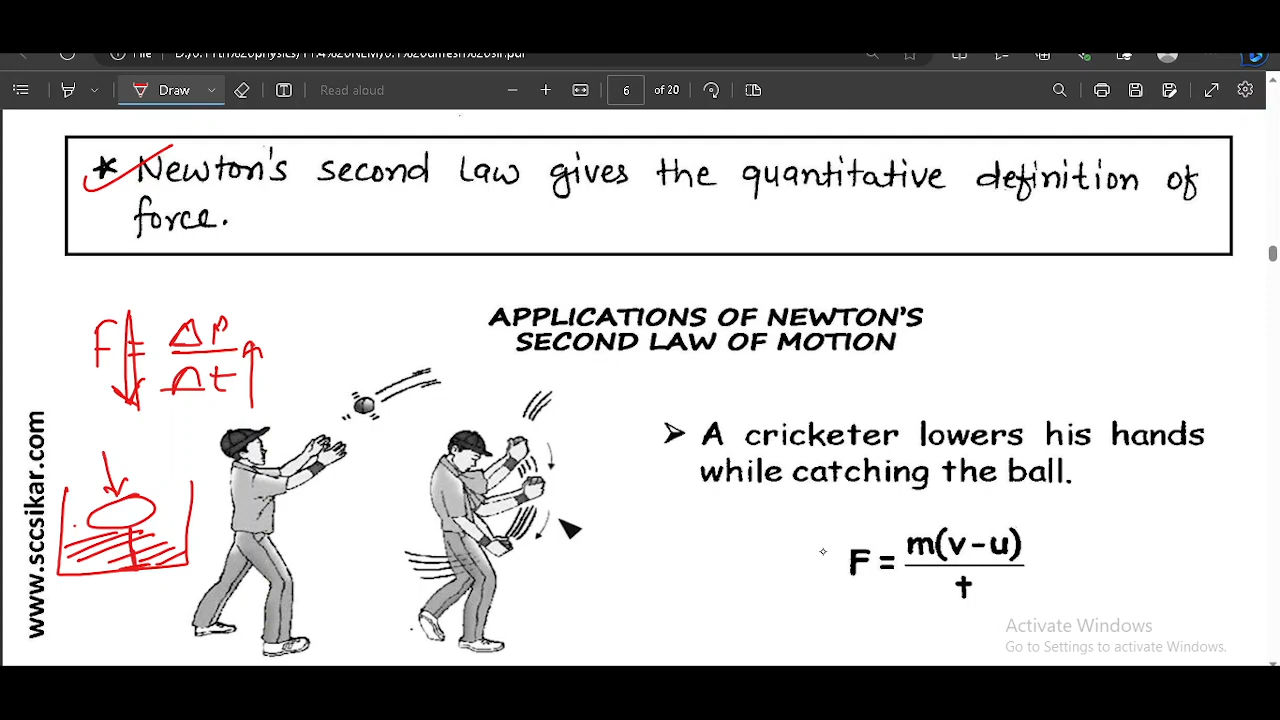 File
Draw
Read aloud
6
of 20
* Newton's second law gives the quantitative definition of
force.
APPLICATIONS OF NEWTON'S
SECOND LAW OF MOTION
F = ΔP
Δt
➢ A cricketer lowers his hands
while catching the ball.
F = m(v-u)
t
www.sccsikar.com
Activate Windows
Go to Settings to activate Windows.